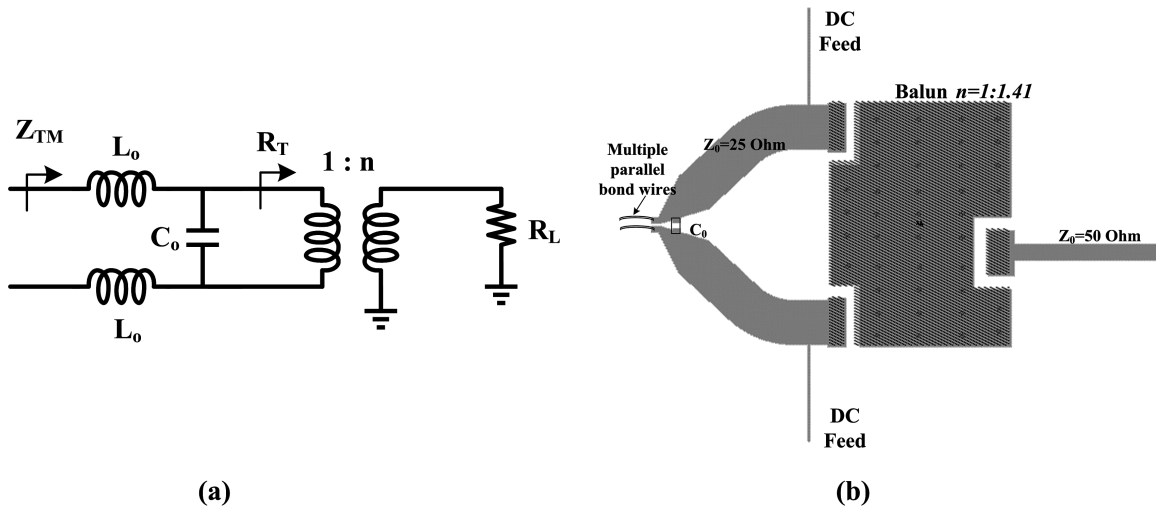 Z_TM
L_o
R_T
1 : n
C_o
R_L
L_o
(a)
DC
Feed
Balun n=1:1.41
Z_0=25 Ohm
Multiple
parallel
bond wires
C_0
Z_0=50 Ohm
DC
Feed
(b)